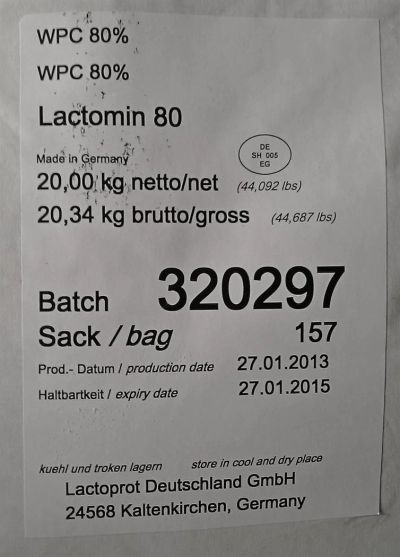 WPC 80%
WPC 80%
Lactomin 80
Made in Germany
DE
SH 005
EG
20,00 kg netto/net (44,092 lbs)
20,34 kg brutto/gross (44,687 lbs)
Batch 320297
Sack / bag 157
Prod.- Datum / production date 27.01.2013
Haltbarkeit / expiry date 27.01.2015
kuehl und troken lagern store in cool and dry place
Lactoprot Deutschland GmbH
24568 Kaltenkirchen, Germany